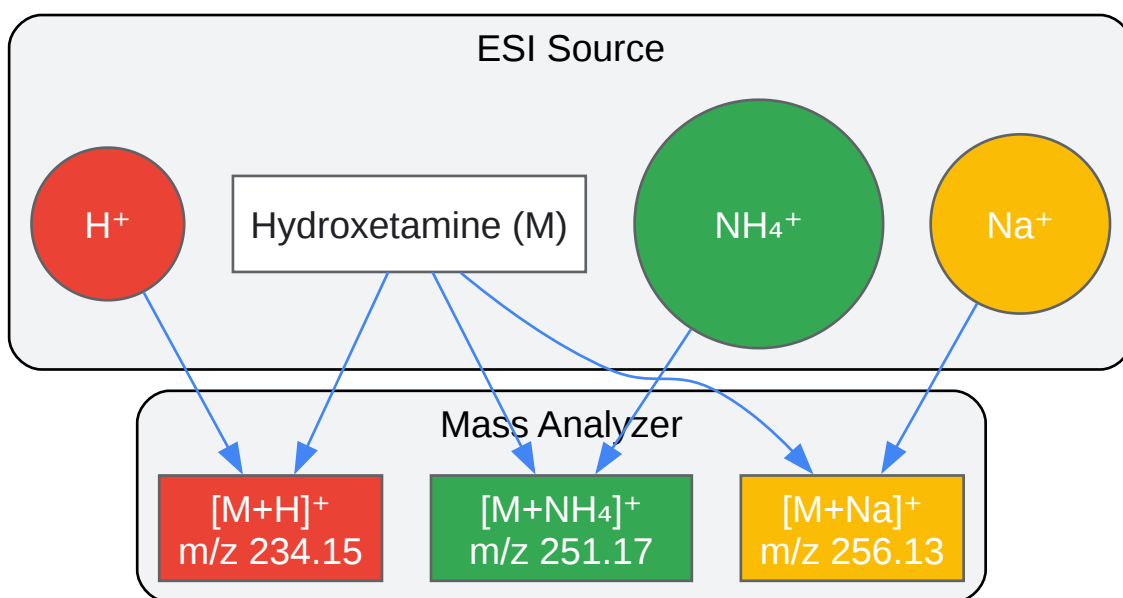 ESI Source
H⁺
Hydroxetamine (M)
NH₄⁺
Na⁺
Mass Analyzer
[M+H]⁺
m/z 234.15
[M+NH₄]⁺
m/z 251.17
[M+Na]⁺
m/z 256.13